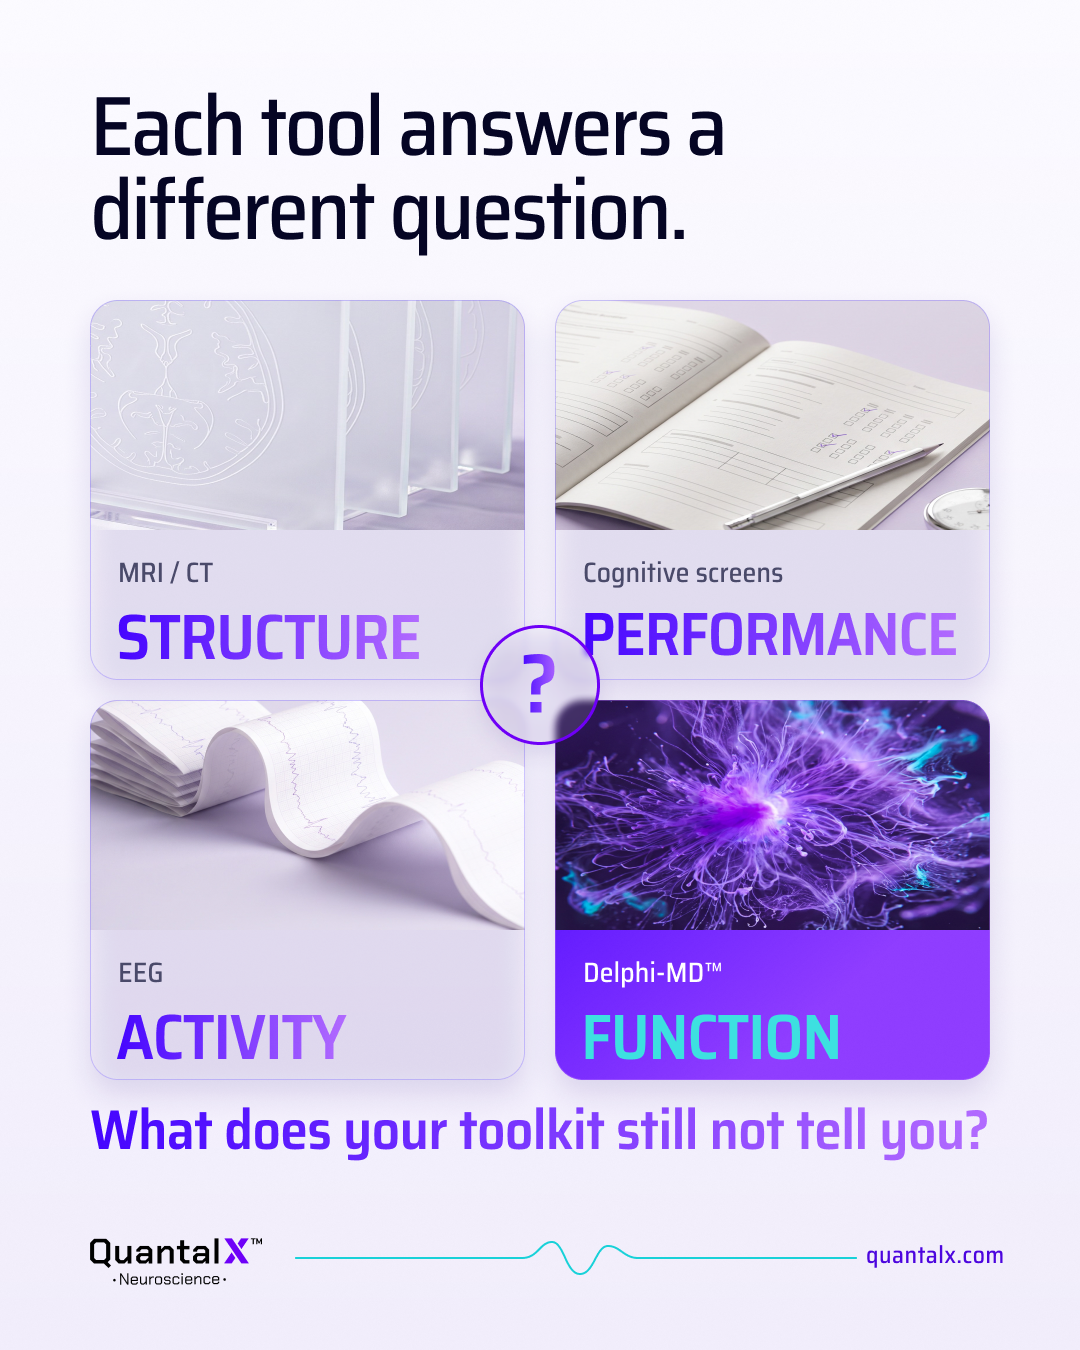 Each tool answers a
different question.
MRI / CT
STRUCTURE
Cognitive screens
PERFORMANCE
?
EEG
ACTIVITY
Delphi-MD™
FUNCTION
What does your toolkit still not tell you?
QuantalX™
·Neuroscience·
quantalx.com